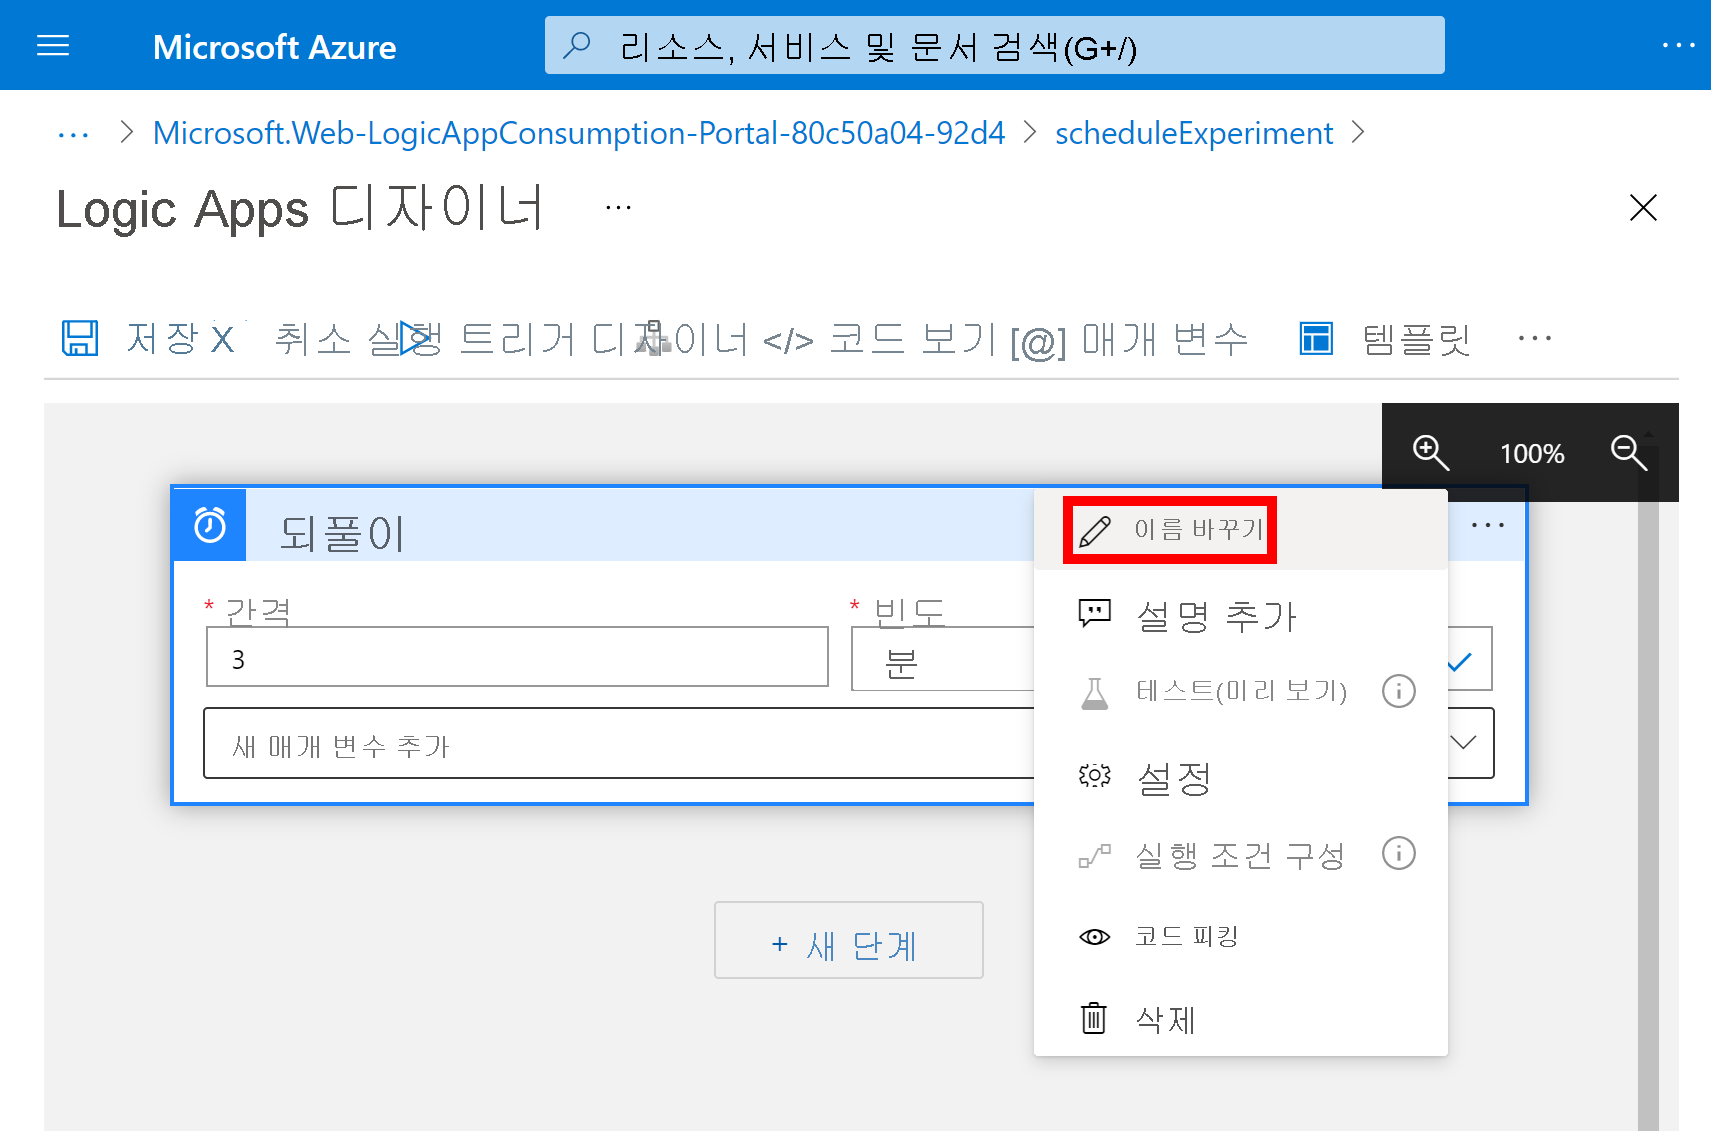 Microsoft Azure
리소스, 서비스 및 문서 검색(G+/)
...
... > Microsoft.Web-LogicAppConsumption-Portal-80c50a04-92d4 > scheduleExperiment >
Logic Apps 디자이너 ...
저장 X 취소 실행 트리거 디자이너 </> 코드 보기 [@] 매개 변수 템플릿 ...
100%
되풀이
...
* 간격
* 빈도
3
분
새 매개 변수 추가
이름 바꾸기
설명 추가
테스트(미리 보기)
설정
실행 조건 구성
코드 피킹
삭제
+ 새 단계